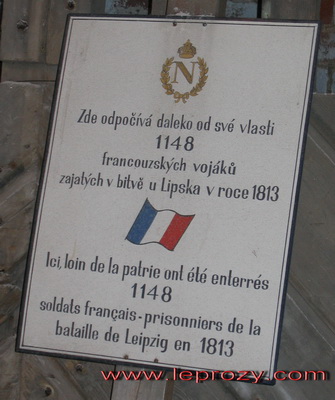 N
Zde odpočívá daleko od své vlasti
1148
francouzských vojáků
zajatých v bitvě u Lipska v roce 1813
Ici, loin de la patrie ont été enterrés
1148
soldats français-prisonniers de la
bataille de Leipzig en 1813
www.leprozy.com